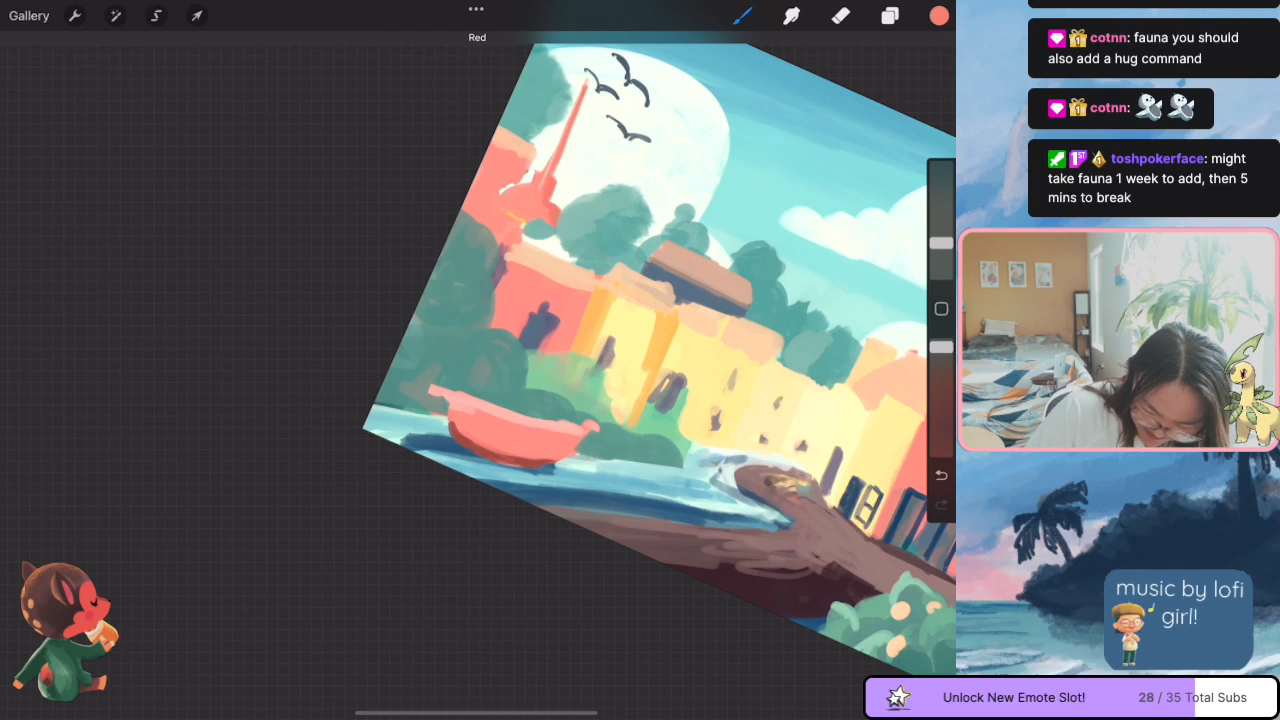 Gallery
Red
cotnn: fauna you should
also add a hug command
cotnn:
1ST toshpokerface: might
take fauna 1 week to add, then 5
mins to break
music by lofi
girl!
Unlock New Emote Slot! 28 / 35 Total Subs